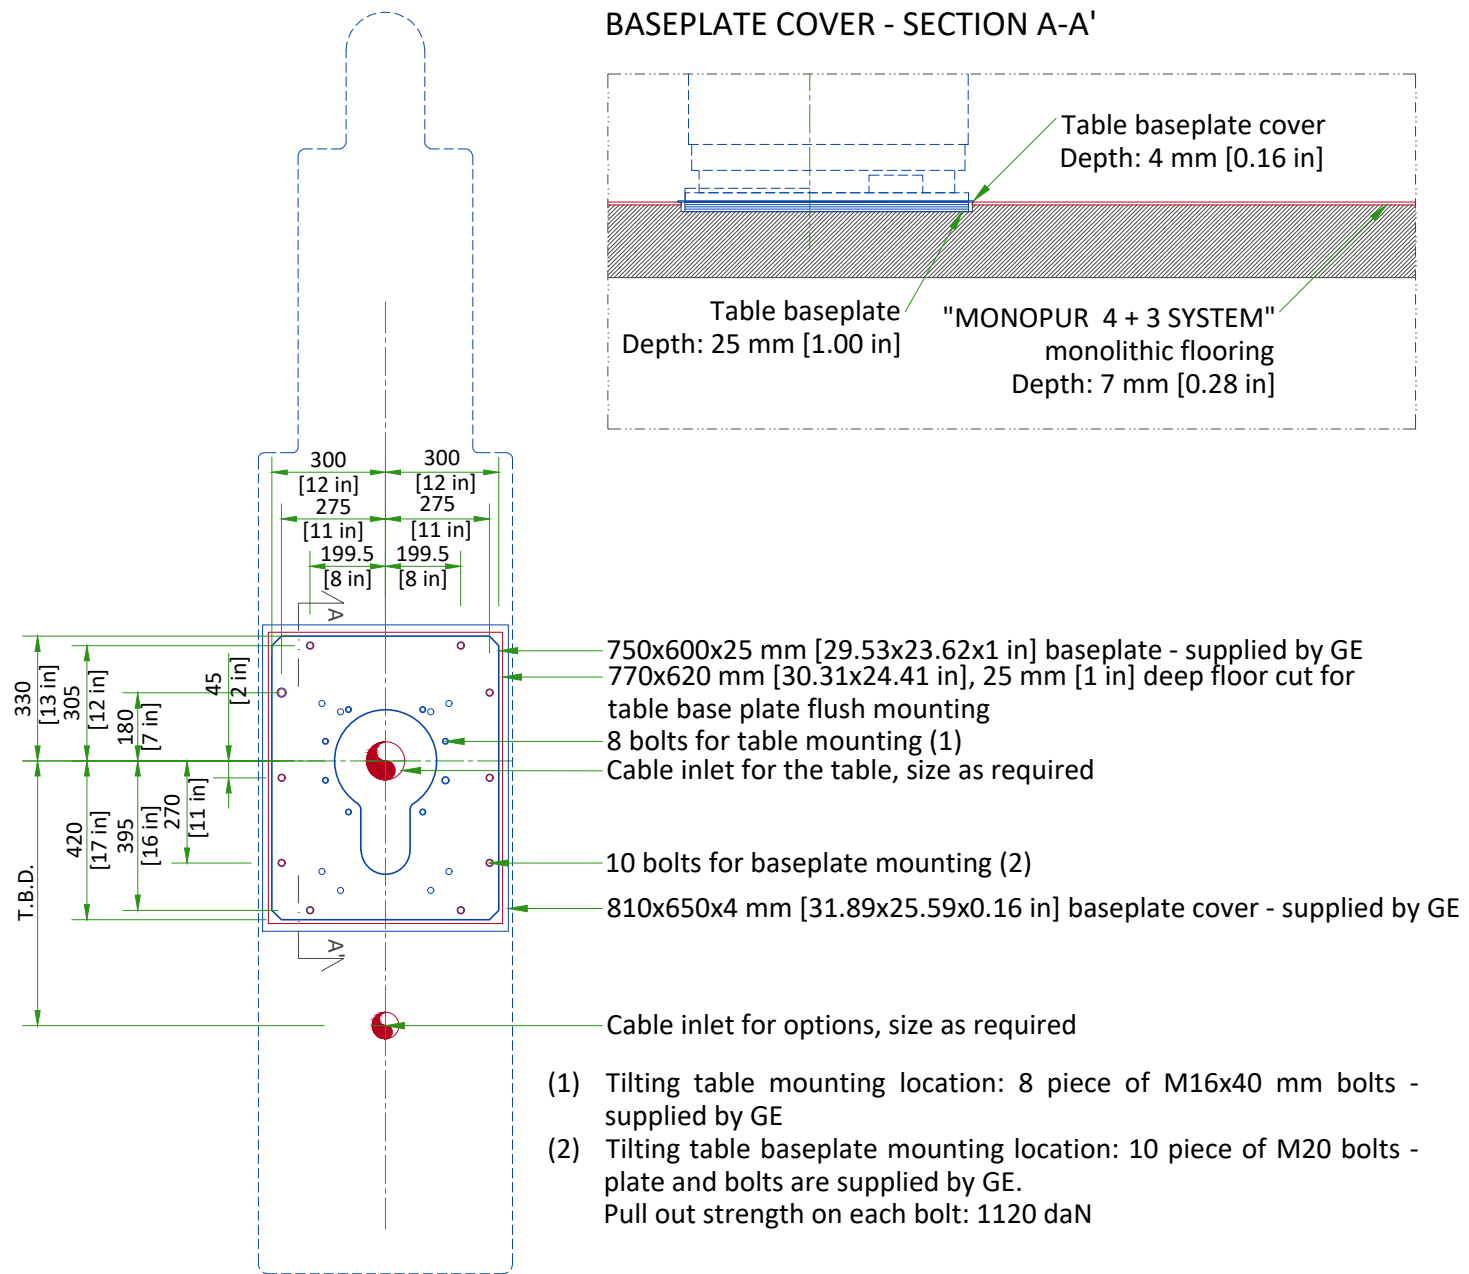 BASEPLATE COVER - SECTION A-A'
Table baseplate cover
Depth: 4 mm [0.16 in]
Table baseplate
Depth: 25 mm [1.00 in]
"MONOPUR 4 + 3 SYSTEM"
monolithic flooring
Depth: 7 mm [0.28 in]
300
[12 in]
300
[12 in]
275
[11 in]
275
[11 in]
199.5
[8 in]
199.5
[8 in]
A
330
[13 in]
305
[12 in]
180
[7 in]
45
[2 in]
420
[17 in]
395
[16 in]
270
[11 in]
T.B.D.
A'
750x600x25 mm [29.53x23.62x1 in] baseplate - supplied by GE
770x620 mm [30.31x24.41 in], 25 mm [1 in] deep floor cut for
table base plate flush mounting
8 bolts for table mounting (1)
Cable inlet for the table, size as required
10 bolts for baseplate mounting (2)
810x650x4 mm [31.89x25.59x0.16 in] baseplate cover - supplied by GE
Cable inlet for options, size as required
(1) Tilting table mounting location: 8 piece of M16x40 mm bolts -
supplied by GE
(2) Tilting table baseplate mounting location: 10 piece of M20 bolts -
plate and bolts are supplied by GE.
Pull out strength on each bolt: 1120 daN